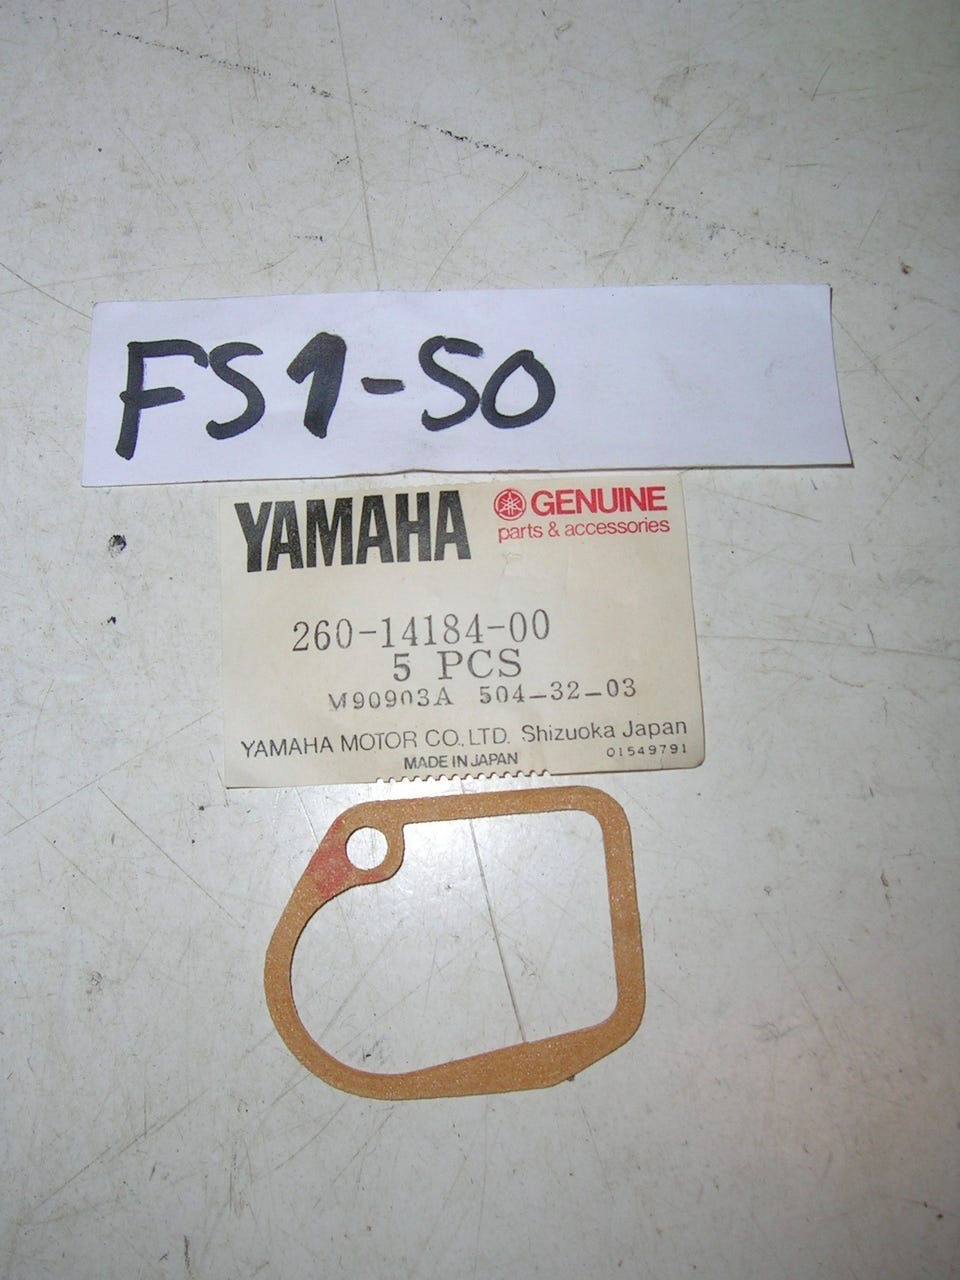 FS1-50
YAMAHA GENUINE
parts & accessories
260-14184-00
5 PCS
M90903A 504-32-03
YAMAHA MOTOR CO., LTD. Shizuoka Japan
MADE IN JAPAN 01549791